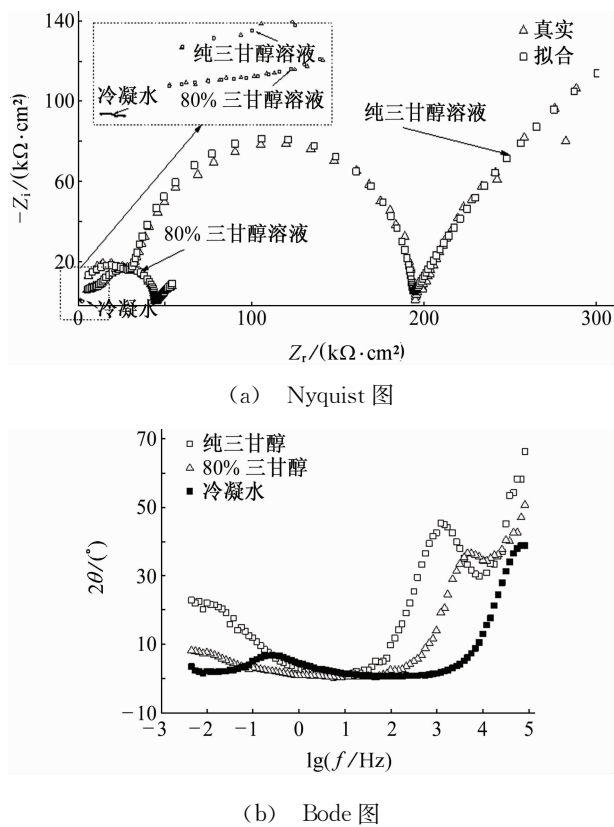 −140
100
80
60
20
0
0
100
200
300
−Zᵢ/(kΩ·cm²)
Zᵣ/(kΩ·cm²)
△ 真实
□ 拟合
纯三甘醇溶液
冷凝水
80% 三甘醇溶液
纯三甘醇溶液
80% 三甘醇溶液
冷凝水
(a) Nyquist 图
70
50
30
10
−10
2θ/(°)
□ 纯三甘醇
△ 80% 三甘醇
■ 冷凝水
−3 −2 −1 0 1 2 3 4 5
lg(f/Hz)
(b) Bode 图